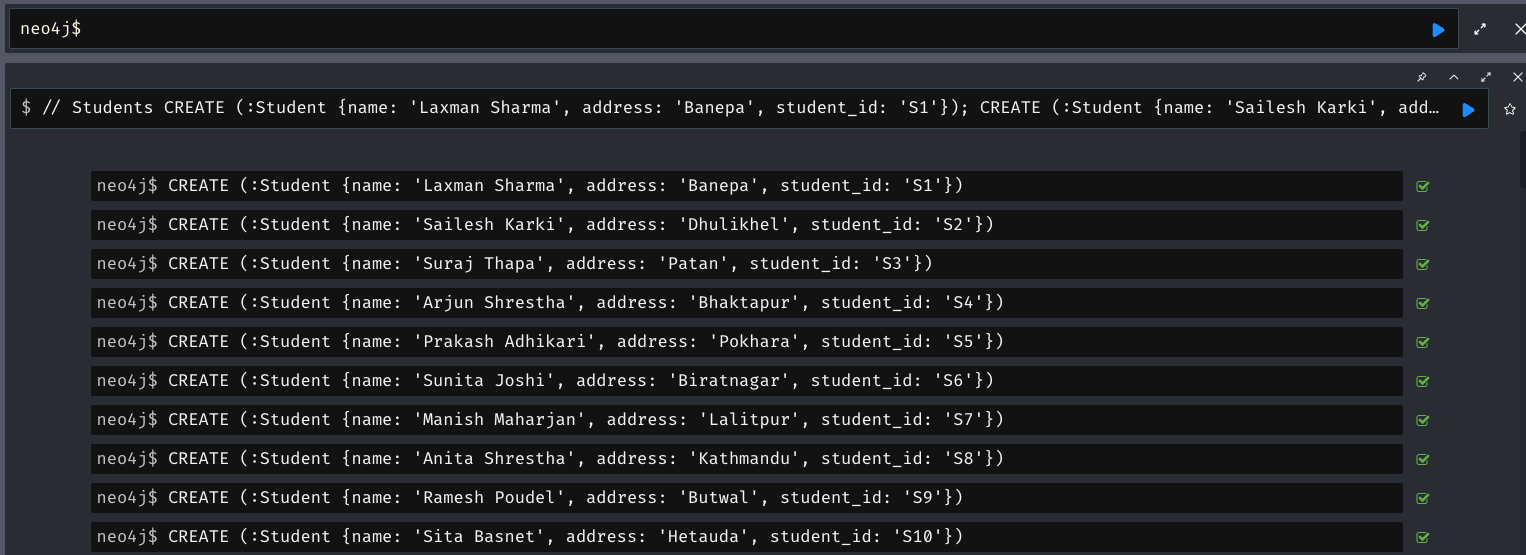 neo4j$
$ // Students CREATE (:Student {name: 'Laxman Sharma', address: 'Banepa', student_id: 'S1'}); CREATE (:Student {name: 'Sailesh Karki', add…
neo4j$ CREATE (:Student {name: 'Laxman Sharma', address: 'Banepa', student_id: 'S1'})
neo4j$ CREATE (:Student {name: 'Sailesh Karki', address: 'Dhulikhel', student_id: 'S2'})
neo4j$ CREATE (:Student {name: 'Suraj Thapa', address: 'Patan', student_id: 'S3'})
neo4j$ CREATE (:Student {name: 'Arjun Shrestha', address: 'Bhaktapur', student_id: 'S4'})
neo4j$ CREATE (:Student {name: 'Prakash Adhikari', address: 'Pokhara', student_id: 'S5'})
neo4j$ CREATE (:Student {name: 'Sunita Joshi', address: 'Biratnagar', student_id: 'S6'})
neo4j$ CREATE (:Student {name: 'Manish Maharjan', address: 'Lalitpur', student_id: 'S7'})
neo4j$ CREATE (:Student {name: 'Anita Shrestha', address: 'Kathmandu', student_id: 'S8'})
neo4j$ CREATE (:Student {name: 'Ramesh Poudel', address: 'Butwal', student_id: 'S9'})
neo4j$ CREATE (:Student {name: 'Sita Basnet', address: 'Hetauda', student_id: 'S10'})